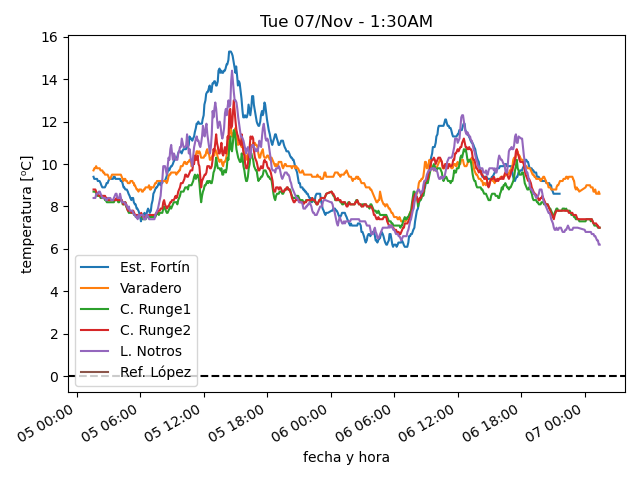 Tue 07/Nov - 1:30AM
temperatura [°C]
16
14
12
10
8
6
4
2
0
Est. Fortín
Varadero
C. Runge1
C. Runge2
L. Notros
Ref. López
05 00:00
05 06:00
05 12:00
05 18:00
06 00:00
06 06:00
06 12:00
06 18:00
07 00:00
fecha y hora